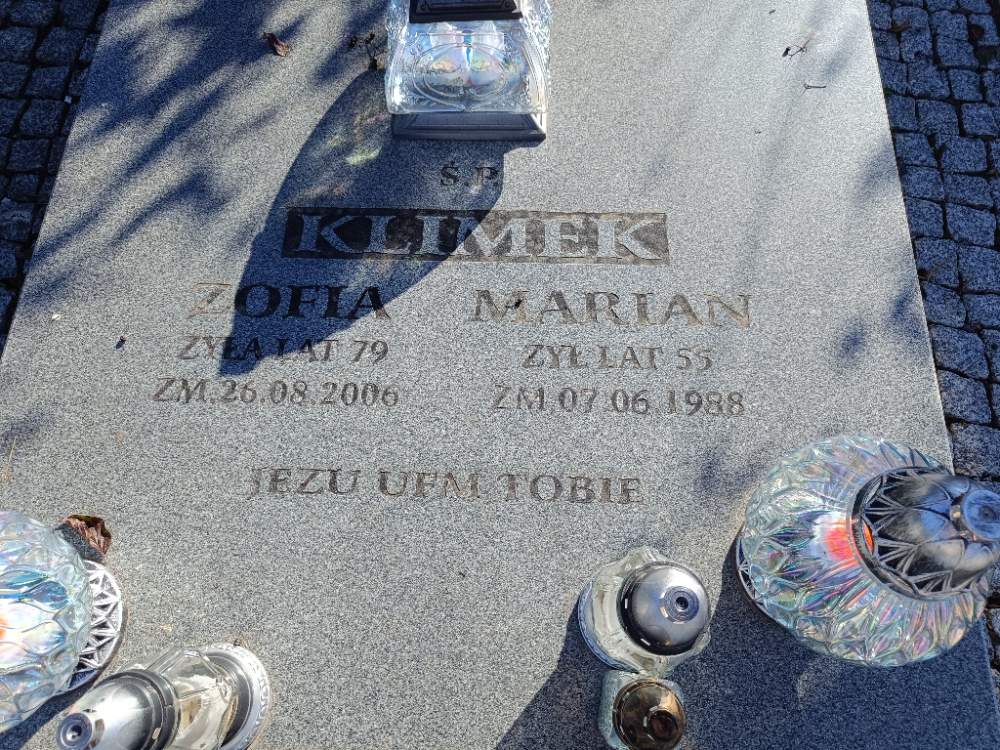 Ś.P.
KLIMEK
ZOFIA MARIAN
ŻYŁA LAT 79 ŻYŁ LAT 55
ZM.26.08.2006 ZM.07.06.1988
JEZU UFM TOBIE